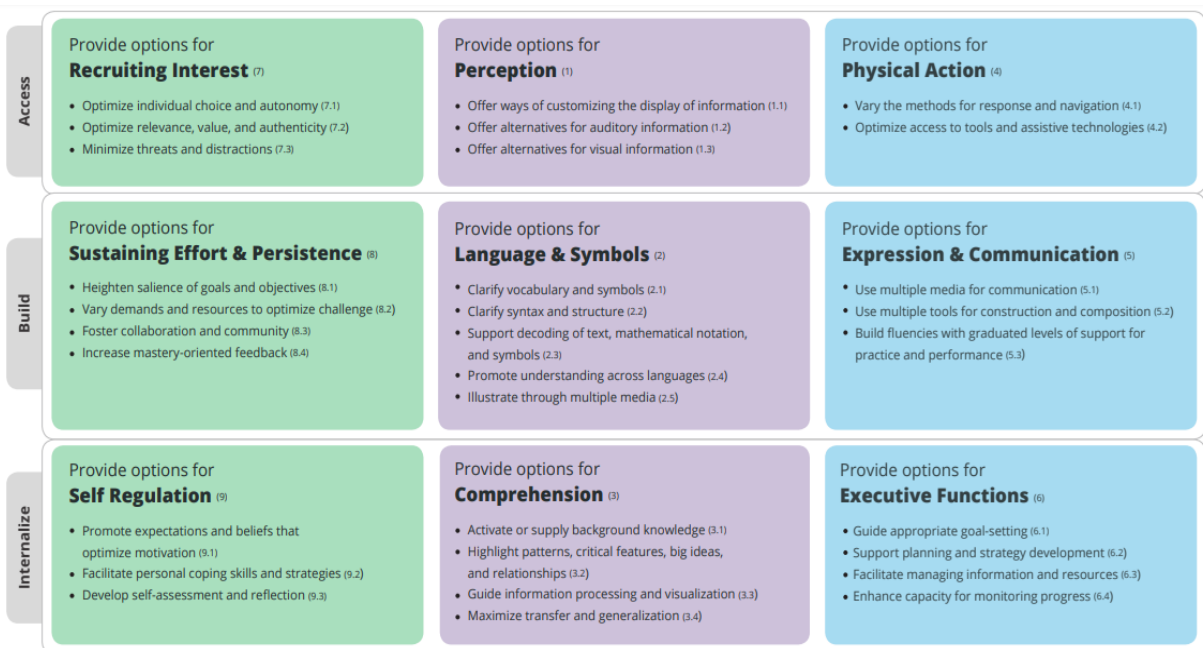 Access
Provide options for
Recruiting Interest (7)
• Optimize individual choice and autonomy (7.1)
• Optimize relevance, value, and authenticity (7.2)
• Minimize threats and distractions (7.3)
Provide options for
Perception (1)
• Offer ways of customizing the display of information (1.1)
• Offer alternatives for auditory information (1.2)
• Offer alternatives for visual information (1.3)
Provide options for
Physical Action (4)
• Vary the methods for response and navigation (4.1)
• Optimize access to tools and assistive technologies (4.2)
Build
Provide options for
Sustaining Effort & Persistence (8)
• Heighten salience of goals and objectives (8.1)
• Vary demands and resources to optimize challenge (8.2)
• Foster collaboration and community (8.3)
• Increase mastery-oriented feedback (8.4)
Provide options for
Language & Symbols (2)
• Clarify vocabulary and symbols (2.1)
• Clarify syntax and structure (2.2)
• Support decoding of text, mathematical notation,
and symbols (2.3)
• Promote understanding across languages (2.4)
• Illustrate through multiple media (2.5)
Provide options for
Expression & Communication (5)
• Use multiple media for communication (5.1)
• Use multiple tools for construction and composition (5.2)
• Build fluencies with graduated levels of support for
practice and performance (5.3)
Internalize
Provide options for
Self Regulation (9)
• Promote expectations and beliefs that
optimize motivation (9.1)
• Facilitate personal coping skills and strategies (9.2)
• Develop self-assessment and reflection (9.3)
Provide options for
Comprehension (3)
• Activate or supply background knowledge (3.1)
• Highlight patterns, critical features, big ideas,
and relationships (3.2)
• Guide information processing and visualization (3.3)
• Maximize transfer and generalization (3.4)
Provide options for
Executive Functions (6)
• Guide appropriate goal-setting (6.1)
• Support planning and strategy development (6.2)
• Facilitate managing information and resources (6.3)
• Enhance capacity for monitoring progress (6.4)